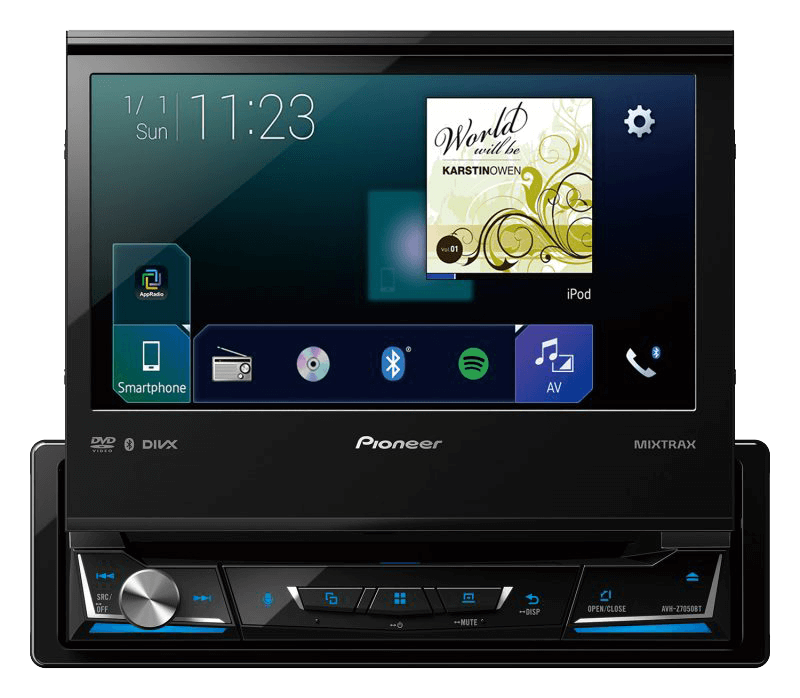 1/ 1
Sun
11:23
World
will be
KARSTINOWEN
Vol.01
iPod
AppRadio
Smartphone
AV
DVD
VIDEO
DIVX
Pioneer
MIXTRAX
SRC/
OFF
MUTE
DISP
OPEN/CLOSE
AVH-Z7050BT